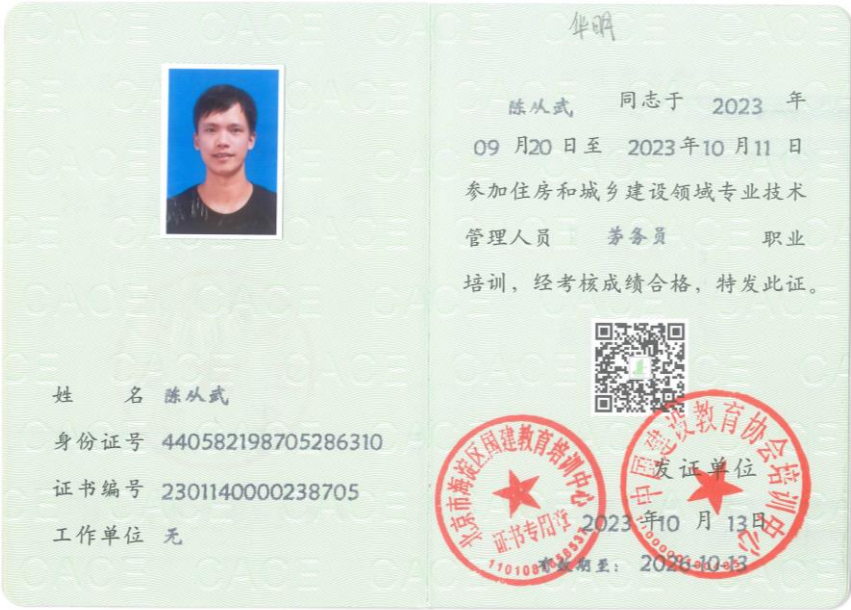 华明
陈从武 同志于 2023 年
09 月20 日至 2023年10 月11 日
参加住房和城乡建设领域专业技术
管理人员 劳务员 职业
培训，经考核成绩合格，特发此证。
姓 名 陈从武
身份证号 440582198705286310
证书编号 2301140000238705
工作单位 无
北京市海淀区国建教育培训中心
证书专用章
中国建设教育协会培训中心
发证单位
2023 年10 月 13日
有效期至： 2026-10-13
CACE